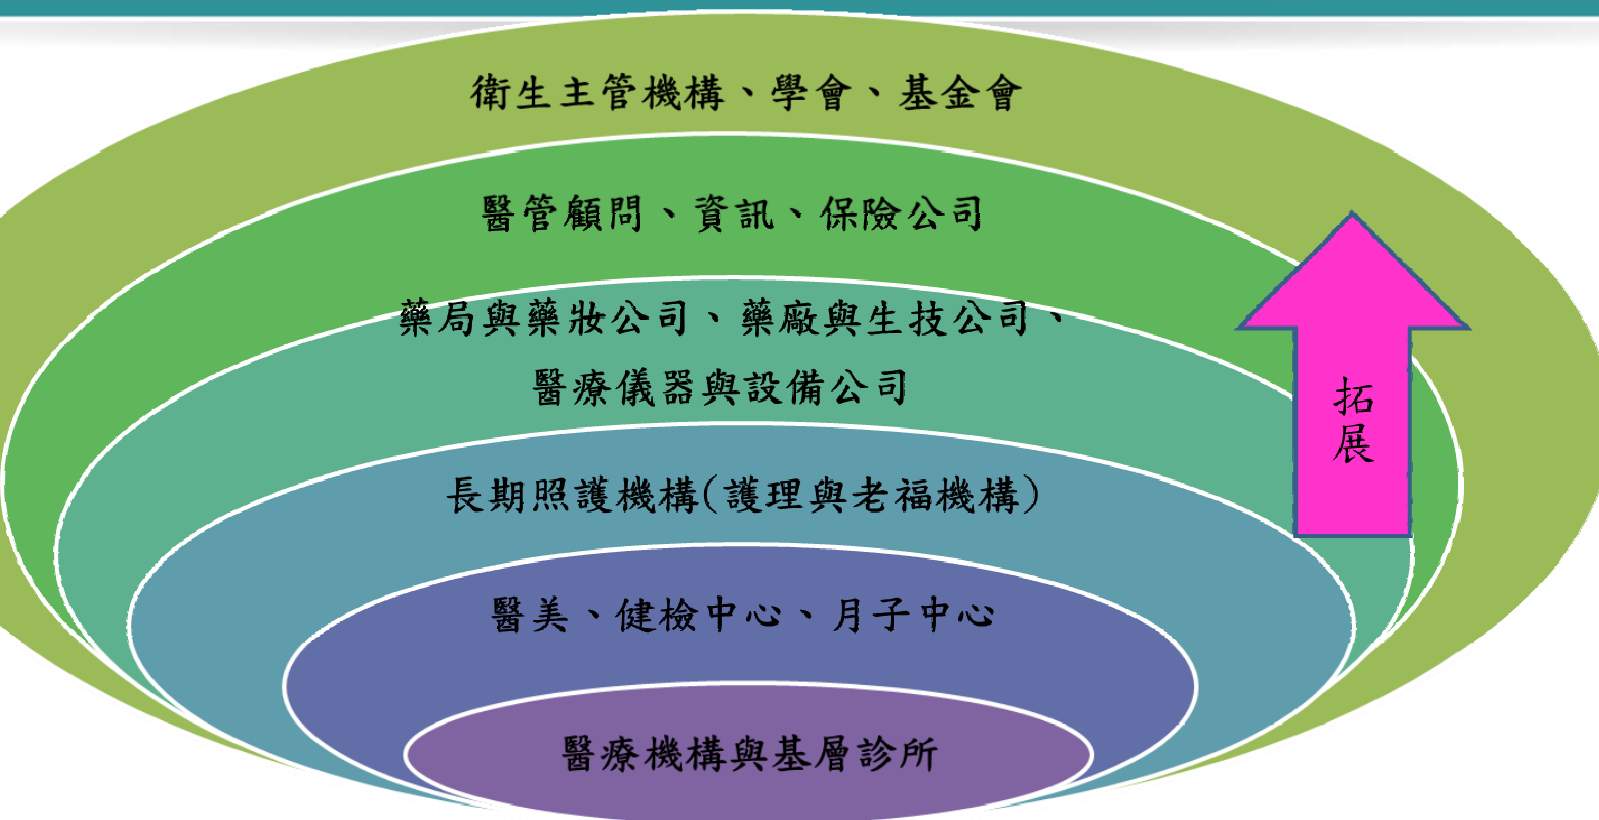 衛生主管機構、學會、基金會
醫管顧問、資訊、保險公司
藥局與藥妝公司、藥廠與生技公司、
醫療儀器與設備公司
長期照護機構(護理與老福機構)
醫美、健檢中心、月子中心
醫療機構與基層診所
拓展